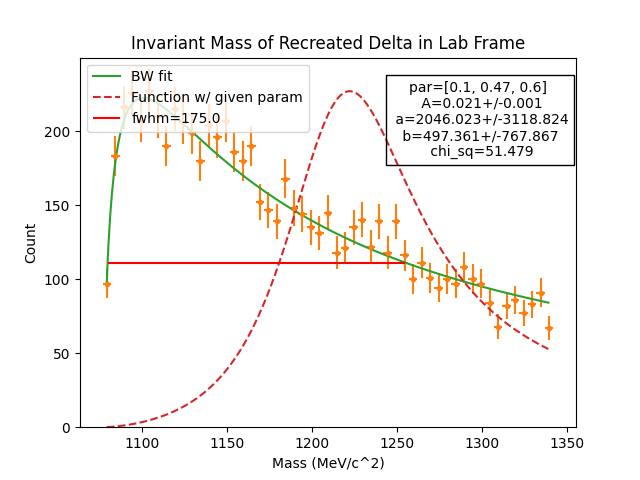 Invariant Mass of Recreated Delta in Lab Frame
BW fit
Function w/ given param
fwhm=175.0
par=[0.1, 0.47, 0.6]
A=0.021+/-0.001
a=2046.023+/-3118.824
b=497.361+/-767.867
chi_sq=51.479
Count
200
150
100
50
0
1100 1150 1200 1250 1300 1350
Mass (MeV/c^2)